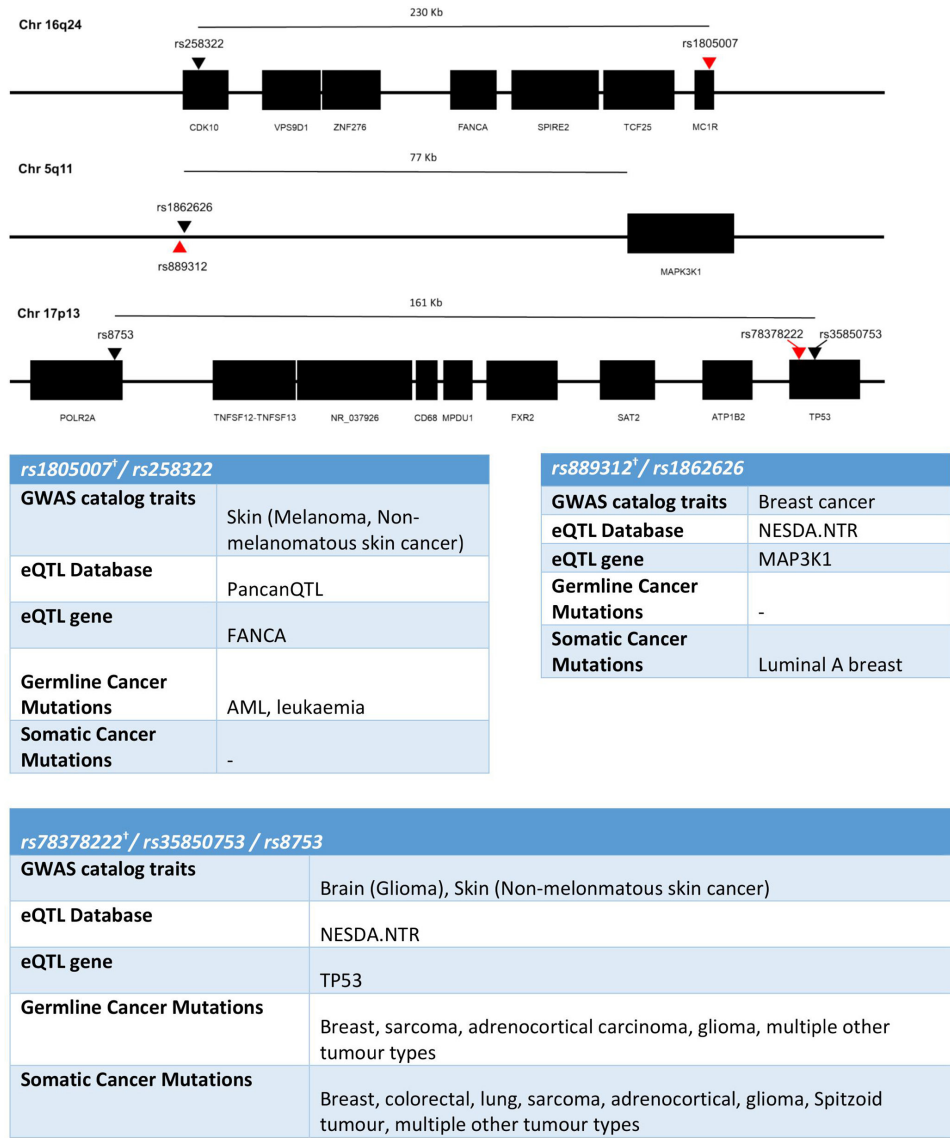 230 Kb
Chr 16q24
rs258322 rs1805007
CDK10 VPS9D1 ZNF276 FANCA SPIRE2 TCF25 MC1R
77 Kb
Chr 5q11
rs1862626
rs889312
MAPK3K1
161 Kb
Chr 17p13
rs8753 rs78378222 rs35850753
POLR2A TNFSF12-TNFSF13 NR_037926 CD68 MPDU1 FXR2 SAT2 ATP1B2 TP53
rs1805007†/ rs258322
GWAS catalog traits
Skin (Melanoma, Non-
melanomatous skin cancer)
eQTL Database
PancanQTL
eQTL gene
FANCA
Germline Cancer
Mutations AML, leukaemia
Somatic Cancer
Mutations -
rs889312†/ rs1862626
GWAS catalog traits Breast cancer
eQTL Database NESDA.NTR
eQTL gene MAP3K1
Germline Cancer
Mutations -
Somatic Cancer
Mutations Luminal A breast
rs78378222†/ rs35850753 / rs8753
GWAS catalog traits
Brain (Glioma), Skin (Non-melonmatous skin cancer)
eQTL Database
NESDA.NTR
eQTL gene
TP53
Germline Cancer Mutations
Breast, sarcoma, adrenocortical carcinoma, glioma, multiple other
tumour types
Somatic Cancer Mutations
Breast, colorectal, lung, sarcoma, adrenocortical, glioma, Spitzoid
tumour, multiple other tumour types